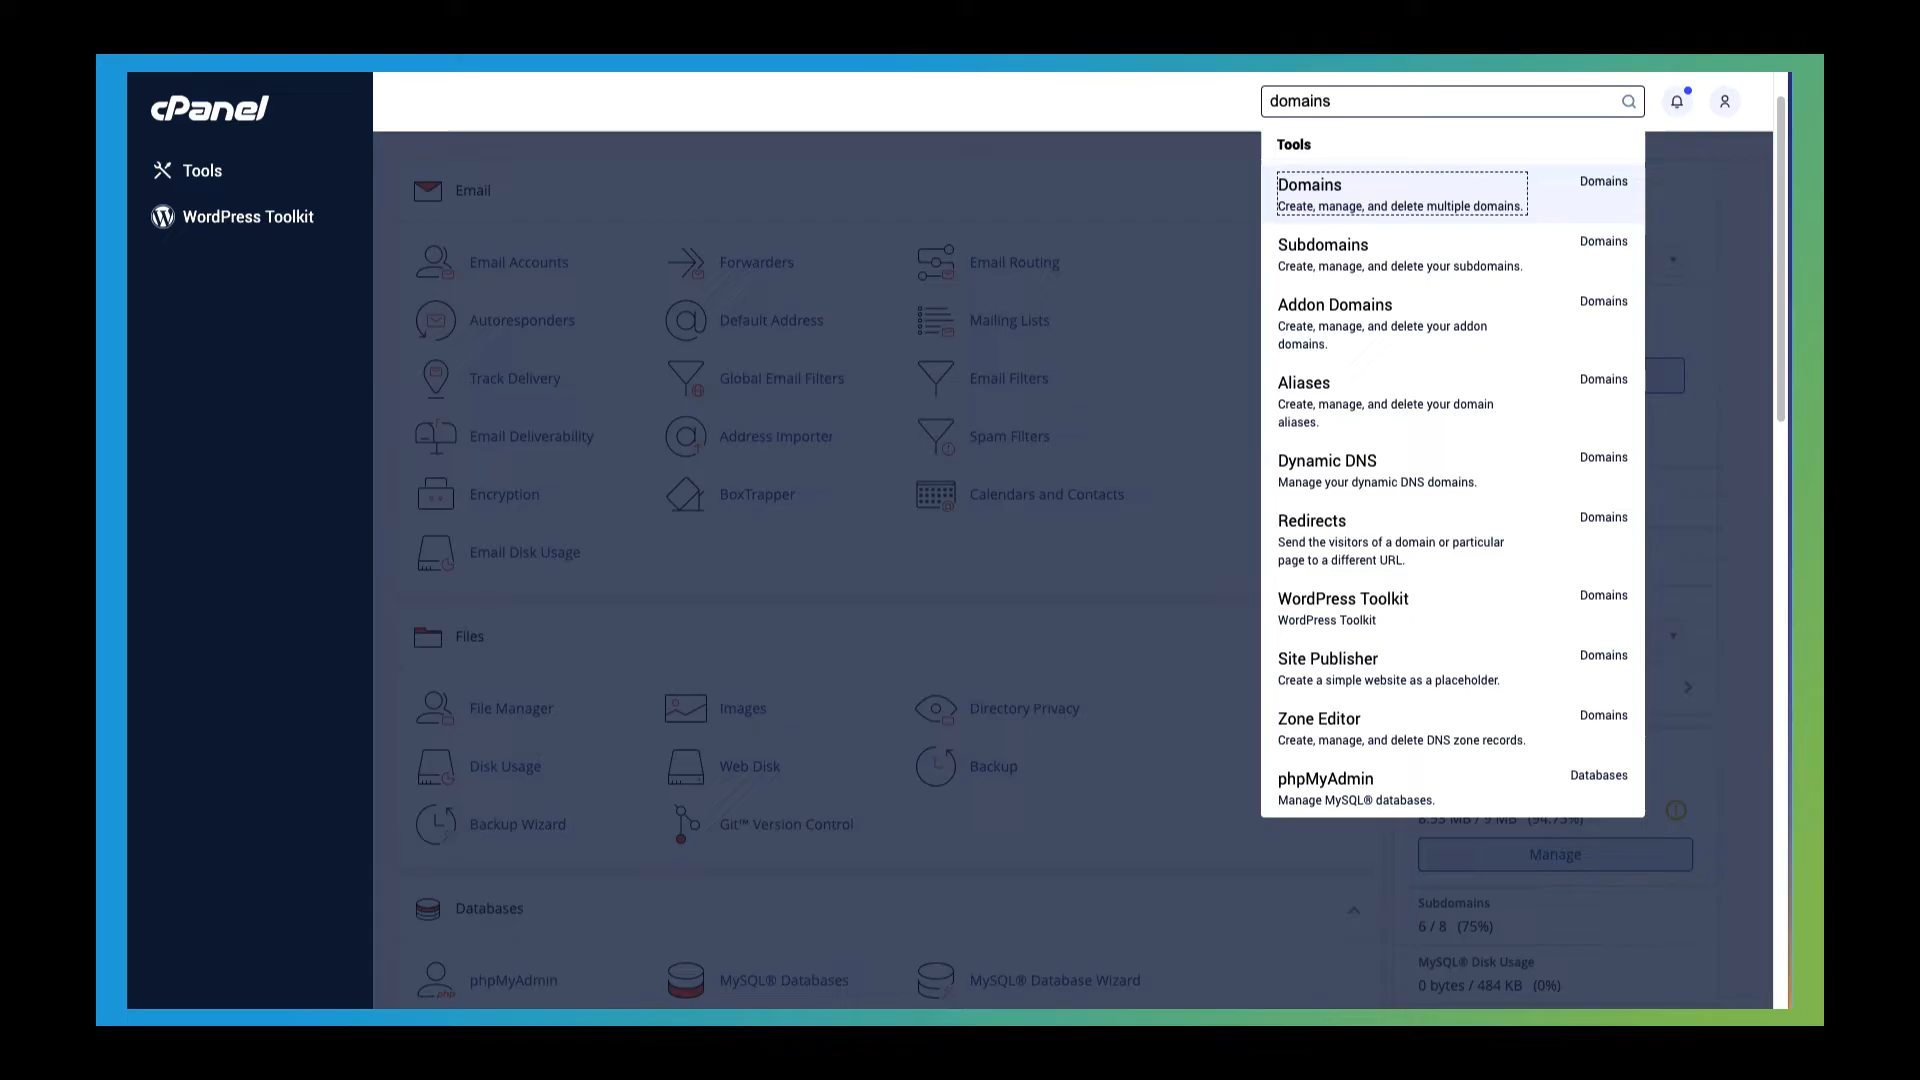 cPanel
domains
Tools
WordPress Toolkit
Tools
Domains
Domains
Create, manage, and delete multiple domains.
Subdomains
Domains
Create, manage, and delete your subdomains.
Addon Domains
Domains
Create, manage, and delete your addon
domains.
Aliases
Domains
Create, manage, and delete your domain
aliases.
Dynamic DNS
Domains
Manage your dynamic DNS domains.
Redirects
Domains
Send the visitors of a domain or particular
page to a different URL.
WordPress Toolkit
Domains
WordPress Toolkit
Site Publisher
Domains
Create a simple website as a placeholder.
Zone Editor
Domains
Create, manage, and delete DNS zone records.
phpMyAdmin
Databases
Manage MySQL® databases.
Email
Email Accounts
Forwarders
Email Routing
Autoresponders
Default Address
Mailing Lists
Track Delivery
Global Email Filters
Email Filters
Email Deliverability
Address Importer
Spam Filters
Encryption
BoxTrapper
Calendars and Contacts
Email Disk Usage
Files
File Manager
Images
Directory Privacy
Disk Usage
Web Disk
Backup
Backup Wizard
Git™ Version Control
Databases
phpMyAdmin
php
MySQL® Databases
MySQL® Database Wizard
8.53 MB / 9 MB (94.75%)
Manage
Subdomains
6 / 8 (75%)
MySQL® Disk Usage
0 bytes / 484 KB (0%)